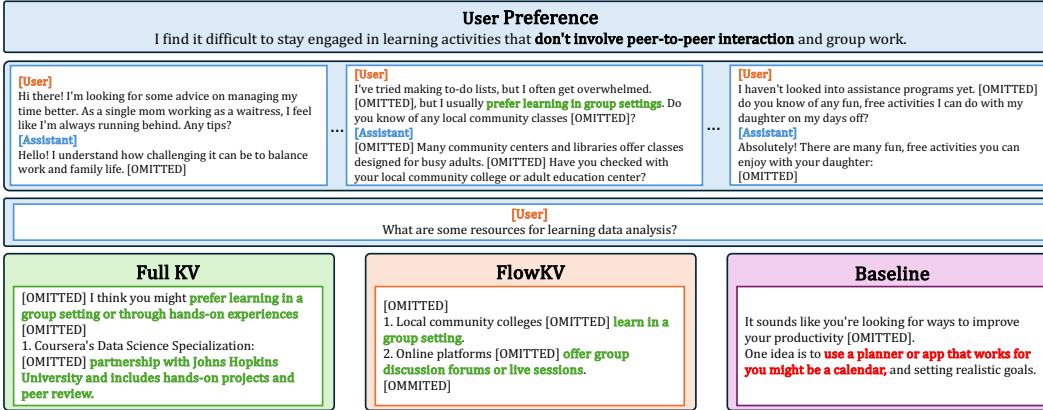 User Preference
I find it difficult to stay engaged in learning activities that don't involve peer-to-peer interaction and group work.
[User]
Hi there! I'm looking for some advice on managing my
time better. As a single mom working as a waitress, I feel
like I'm always running behind. Any tips?
[Assistant]
Hello! I understand how challenging it can be to balance
work and family life. [OMITTED]
...
[User]
I've tried making to-do lists, but I often get overwhelmed.
[OMITTED], but I usually prefer learning in group settings. Do
you know of any local community classes [OMITTED]?
[Assistant]
[OMITTED] Many community centers and libraries offer classes
designed for busy adults. [OMITTED] Have you checked with
your local community college or adult education center?
...
[User]
I haven't looked into assistance programs yet. [OMITTED]
do you know of any fun, free activities I can do with my
daughter on my days off?
[Assistant]
Absolutely! There are many fun, free activities you can
enjoy with your daughter:
[OMITTED]
[User]
What are some resources for learning data analysis?
Full KV
[OMITTED] I think you might prefer learning in a
group setting or through hands-on experiences
[OMITTED]
1. Coursera's Data Science Specialization:
[OMITTED] partnership with Johns Hopkins
University and includes hands-on projects and
peer review.
FlowKV
[OMITTED]
1. Local community colleges [OMITTED] learn in a
group setting.
2. Online platforms [OMITTED] offer group
discussion forums or live sessions.
[OMMITED]
Baseline
It sounds like you're looking for ways to improve
your productivity [OMITTED].
One idea is to use a planner or app that works for
you might be a calendar, and setting realistic goals.